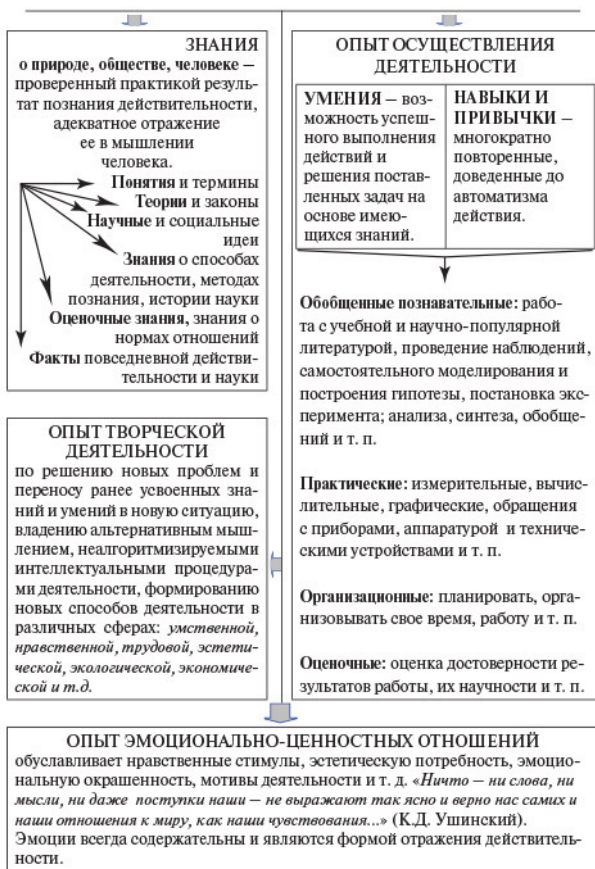 ЗНАНИЯ
о природе, обществе, человеке —
проверенный практикой резуль-
тат познания действительности,
адекватное отражение
ее в мышлении
человека.
Понятия и термины
Теории и законы
Научные и социальные
идеи
Знания о способах
деятельности, методах
познания, истории науки
Оценочные знания, знания о
нормах отношений
Факты повседневной действи-
тельности и науки
ОПЫТ ОСУЩЕСТВЛЕНИЯ
ДЕЯТЕЛЬНОСТИ
УМЕНИЯ — воз-
можность успеш-
ного выполнения
действий и
решения постав-
ленных задач на
основе имею-
щихся знаний.
НАВЫКИ И
ПРИВЫЧКИ —
многократно
повторенные,
доведенные до
автоматизма
действия.
Обобщенные познавательные: рабо-
та с учебной и научно-популярной
литературой, проведение наблюдений,
самостоятельного моделирования и
построения гипотезы, постановка экс-
перимента; анализа, синтеза, обобще-
ний и т. п.
Практические: измерительные, вычис-
лительные, графические, обращения
с приборами, аппаратурой и техниче-
скими устройствами и т. п.
Организационные: планировать, орга-
низовывать свое время, работу и т. п.
Оценочные: оценка достоверности ре-
зультатов работы, их научности и т. п.
ОПЫТ ТВОРЧЕСКОЙ
ДЕЯТЕЛЬНОСТИ
по решению новых проблем и
переносу ранее усвоенных зна-
ний и умений в новую ситуацию,
владению альтернативным мыш-
лением, неалгоритмизируемыми
интеллектуальными процедура-
ми деятельности, формированию
новых способов деятельности в
различных сферах: умственной,
нравственной, трудовой, эстети-
ческой, экологической, экономиче-
ской и т.д.
ОПЫТ ЭМОЦИОНАЛЬНО-ЦЕННОСТНЫХ ОТНОШЕНИЙ
обуславливает нравственные стимулы, эстетическую потребность, эмоцио-
нальную окрашенность, мотивы деятельности и т. д. «Ничто — ни слова, ни
мысли, ни даже поступки наши — не выражают так ясно и верно нас самих и
наши отношения к миру, как наши чувствования...» (К.Д. Ушинский).
Эмоции всегда содержательны и являются формой отражения действитель-
ности.